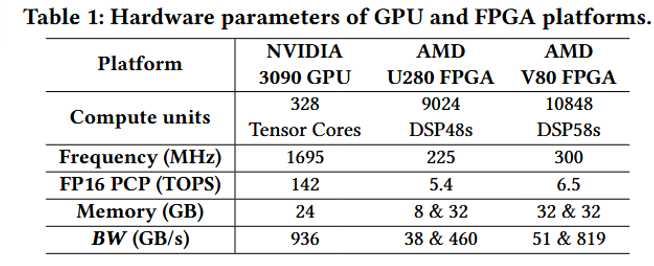 Table 1: Hardware parameters of GPU and FPGA platforms.
Platform NVIDIA 3090 GPU AMD U280 FPGA AMD V80 FPGA
Compute units 328 Tensor Cores 9024 DSP48s 10848 DSP58s
Frequency (MHz) 1695 225 300
FP16 PCP (TOPS) 142 5.4 6.5
Memory (GB) 24 8 & 32 32 & 32
BW (GB/s) 936 38 & 460 51 & 819